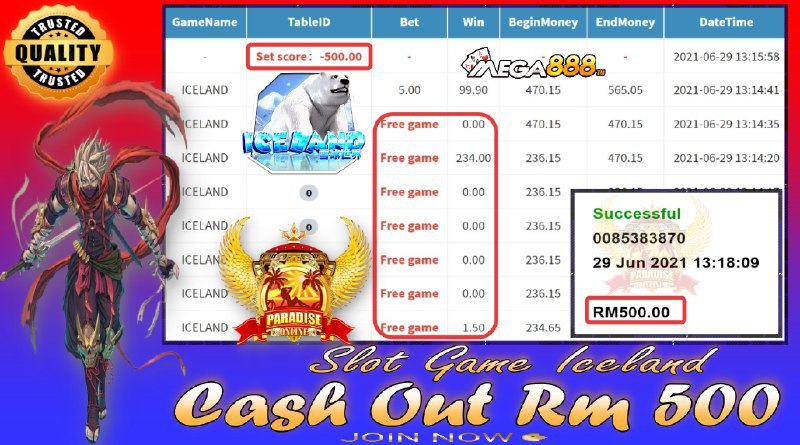 TRUSTED
QUALITY
TRUSTED
GameName TableID Bet Win BeginMoney EndMoney DateTime
- Set score: -500.00 - - - - 2021-06-29 13:15:58
MEGA888
ICELAND 5.00 99.90 470.15 565.05 2021-06-29 13:14:41
ICELAND Free game 0.00 470.15 470.15 2021-06-29 13:14:35
ICELAND
ICELAND Free game 234.00 236.15 470.15 2021-06-29 13:14:20
ICELAND 0 Free game 0.00 236.15
ICELAND 0 Free game 0.00 236.15
ICELAND Free game 0.00 236.15
ICELAND Free game 0.00 236.15
ICELAND Free game 1.50 234.65
PARADISE
ONLINE
Successful
0085383870
29 Jun 2021 13:18:09
RM500.00
Slot Game Iceland
Cash Out Rm 500
JOIN NOW